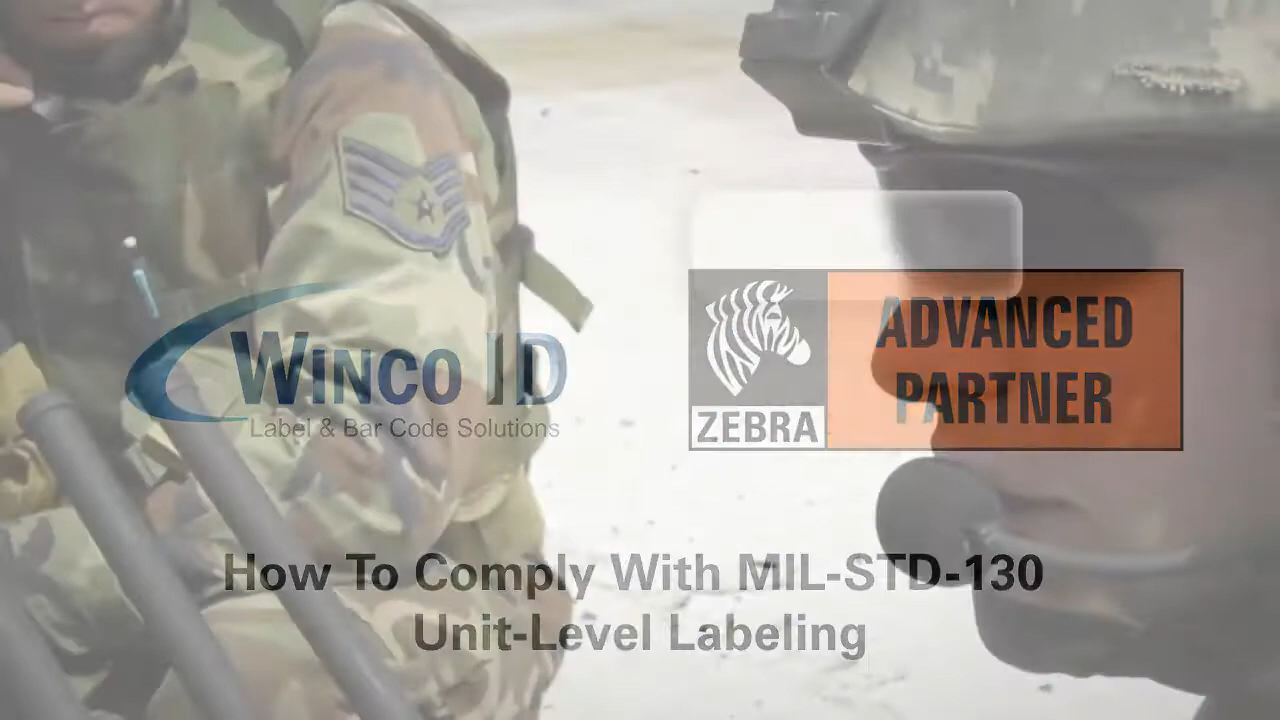 WINCO ID
Label & Bar Code Solutions
ZEBRA
ADVANCED
PARTNER
How To Comply With MIL-STD-130
Unit-Level Labeling